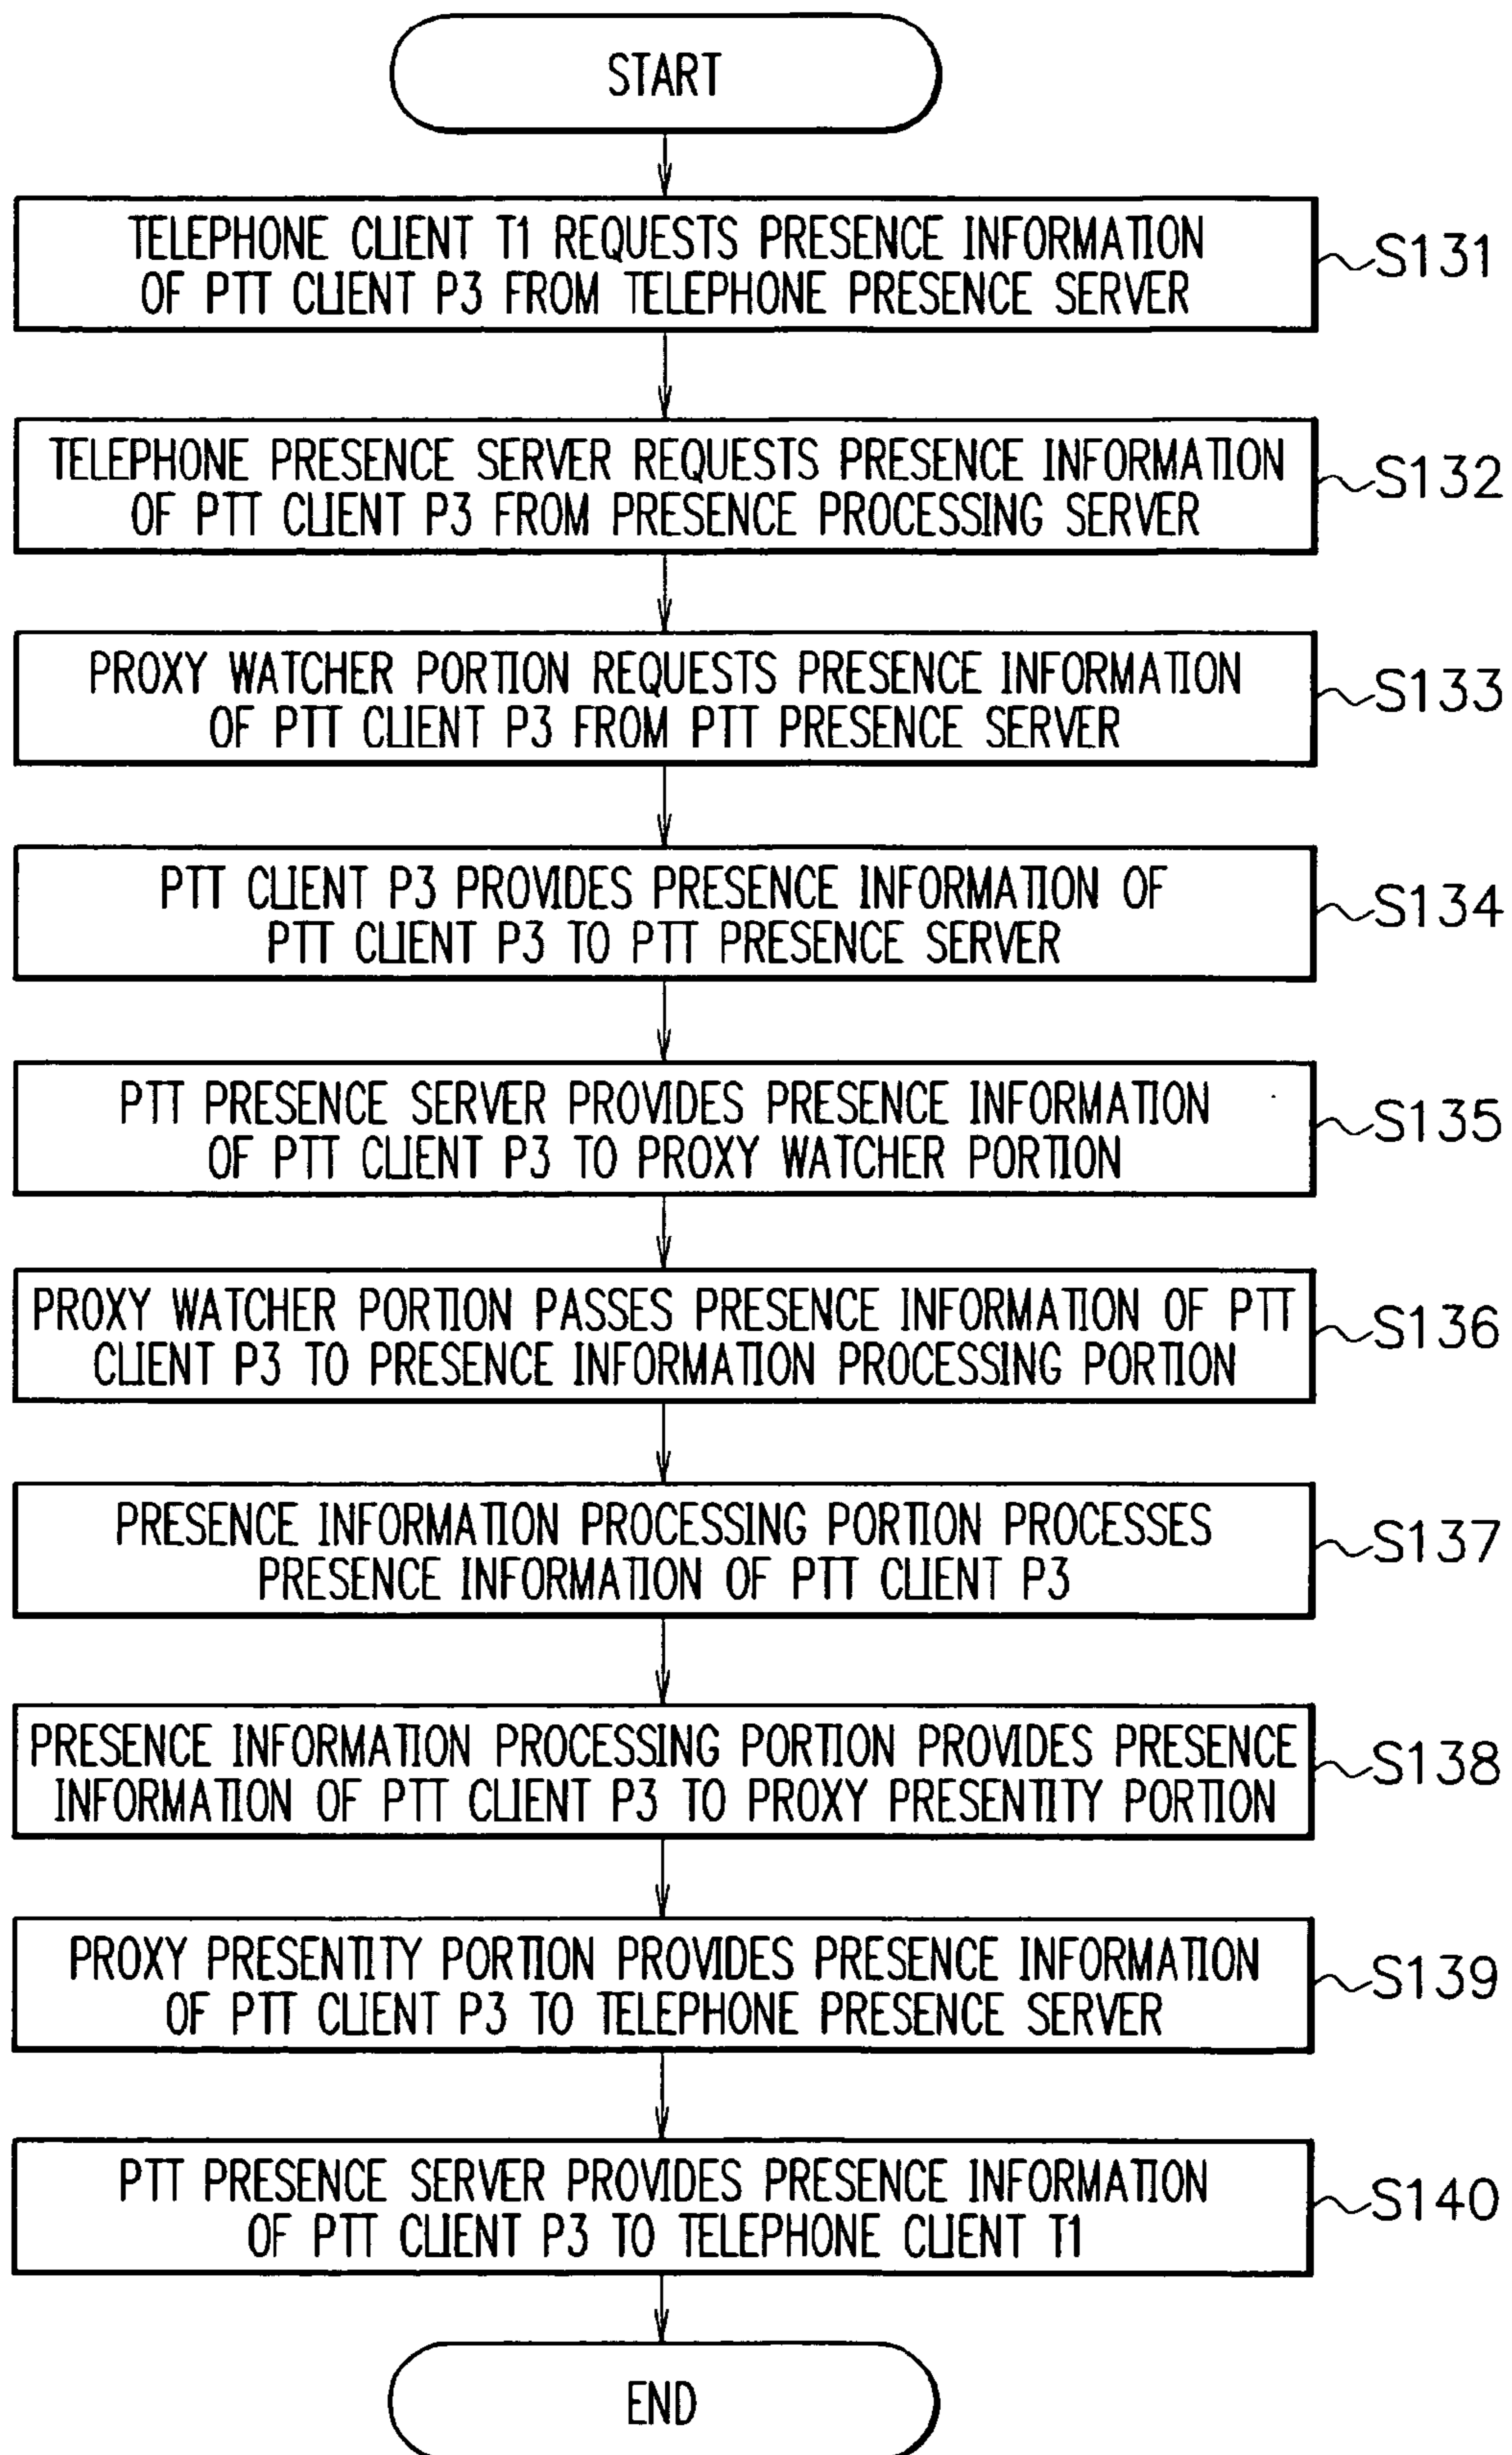 START
TELEPHONE CLIENT T1 REQUESTS PRESENCE INFORMATION
OF PTT CLIENT P3 FROM TELEPHONE PRESENCE SERVER
S131
TELEPHONE PRESENCE SERVER REQUESTS PRESENCE INFORMATION
OF PTT CLIENT P3 FROM PRESENCE PROCESSING SERVER
S132
PROXY WATCHER PORTION REQUESTS PRESENCE INFORMATION
OF PTT CLIENT P3 FROM PTT PRESENCE SERVER
S133
PTT CLIENT P3 PROVIDES PRESENCE INFORMATION OF
PTT CLIENT P3 TO PTT PRESENCE SERVER
S134
PTT PRESENCE SERVER PROVIDES PRESENCE INFORMATION
OF PTT CLIENT P3 TO PROXY WATCHER PORTION
S135
PROXY WATCHER PORTION PASSES PRESENCE INFORMATION OF PTT
CLIENT P3 TO PRESENCE INFORMATION PROCESSING PORTION
S136
PRESENCE INFORMATION PROCESSING PORTION PROCESSES
PRESENCE INFORMATION OF PTT CLIENT P3
S137
PRESENCE INFORMATION PROCESSING PORTION PROVIDES PRESENCE
INFORMATION OF PTT CLIENT P3 TO PROXY PRESENTITY PORTION
S138
PROXY PRESENTITY PORTION PROVIDES PRESENCE INFORMATION
OF PTT CLIENT P3 TO TELEPHONE PRESENCE SERVER
S139
PTT PRESENCE SERVER PROVIDES PRESENCE INFORMATION
OF PTT CLIENT P3 TO TELEPHONE CLIENT T1
S140
END